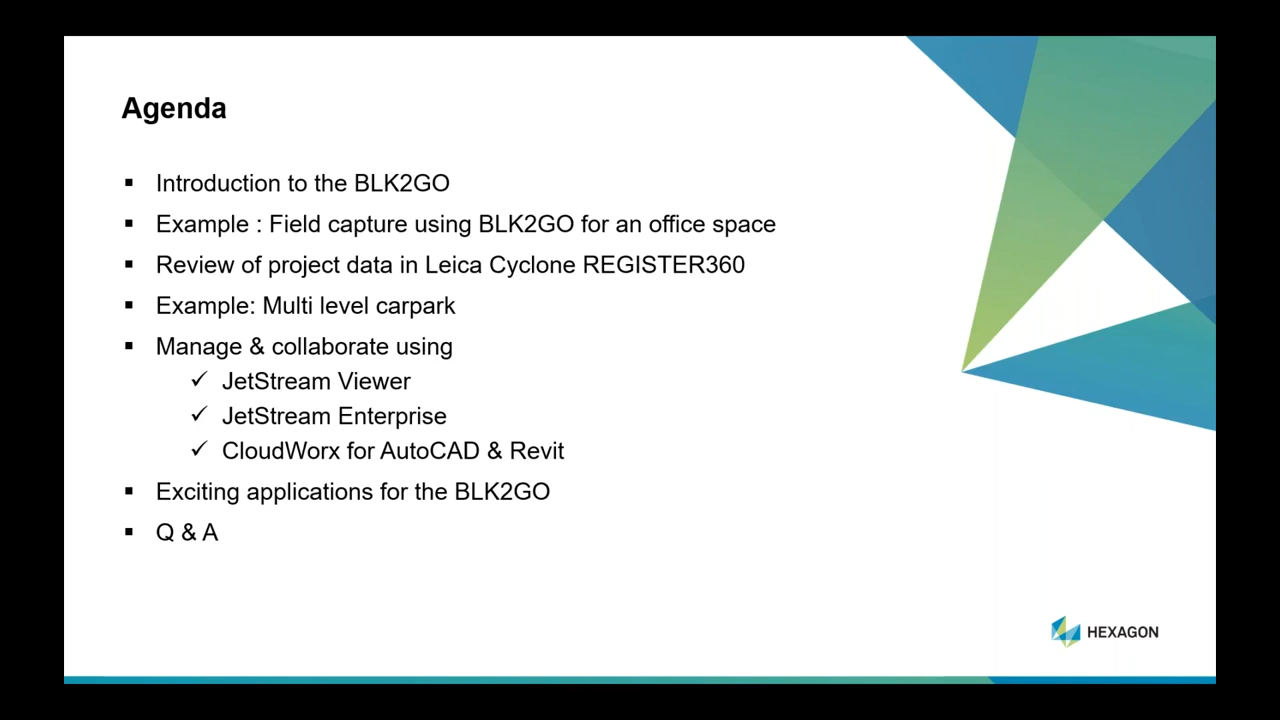 Agenda
Introduction to the BLK2GO
Example : Field capture using BLK2GO for an office space
Review of project data in Leica Cyclone REGISTER360
Example: Multi level carpark
Manage & collaborate using
JetStream Viewer
JetStream Enterprise
CloudWorx for AutoCAD & Revit
Exciting applications for the BLK2GO
Q & A
HEXAGON